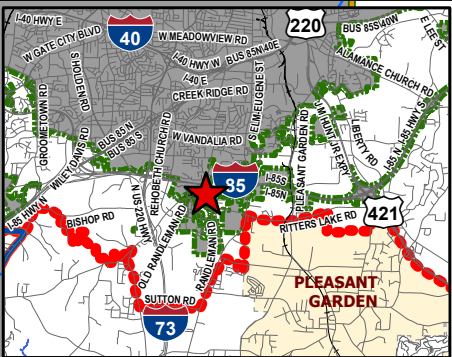 I-40 HWY E
W GATE CITY BLVD
40
W MEADOWVIEW RD
220
BUS 85S\40W
E LEE ST
I-40 HWY W
BUS 85N\40E
I-40 E
CREEK RIDGE RD
S ELM-EUGENE ST
ALAMANCE CHURCH RD
S HOLDEN RD
GROOMETOWN RD
WILEY DAVIS RD
BUS 85 N
BUS 85 S
W VANDALIA RD
REHOBETH CHURCH RD
PLEASANT GARDEN RD
J M HUNT JR EXPY
LIBERTY RD
I-85 N
I-85 HWY S
85
I-85S
I-85N
I-85 HWY N
BISHOP RD
N US 220 HWY
OLD RANDLEMAN RD
RANDLEMAN RD
RITTERS LAKE RD
421
PLEASANT
GARDEN
SUTTON RD
73